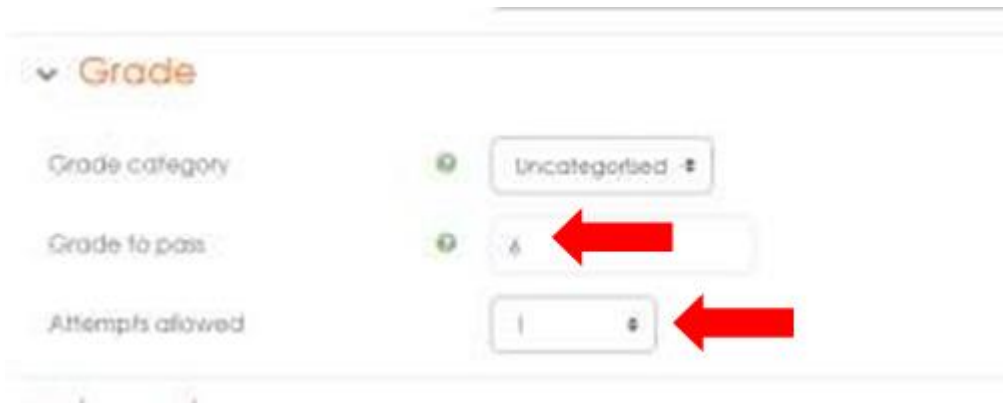 Grade
Grade category Uncategorised
Grade to pass 6
Attempts allowed 1